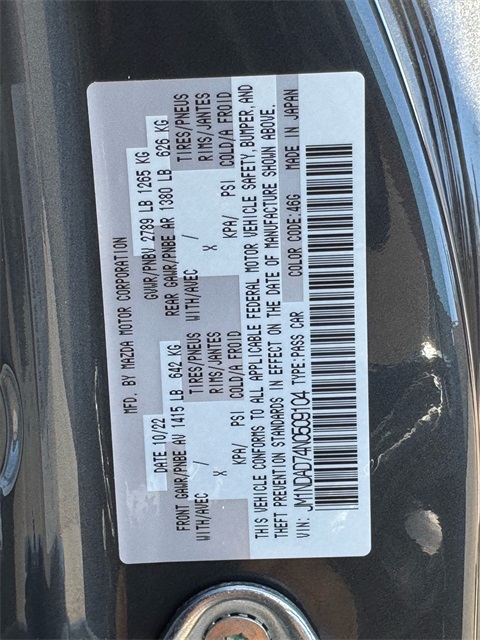 MFD. BY MAZDA MOTOR CORPORATION
DATE 10/22 GVWR/PNBV 2789 LB 1265 KG
FRONT GAWR/PNBE AV 1415 LB 642 KG REAR GAWR/PNBE AR 1380 LB 626 KG
WITH/AVEC / TIRES/PNEUS WITH/AVEC / TIRES/PNEUS
X RIMS/JANTES X RIMS/JANTES
KPA/ PSI COLD/A FROID KPA/ PSI COLD/A FROID
THIS VEHICLE CONFORMS TO ALL APPLICABLE FEDERAL MOTOR VEHICLE SAFETY, BUMPER, AND
THEFT PREVENTION STANDARDS IN EFFECT ON THE DATE OF MANUFACTURE SHOWN ABOVE.
VIN: JM1NDAD74N0509104 TYPE:PASS CAR COLOR CODE:46G MADE IN JAPAN